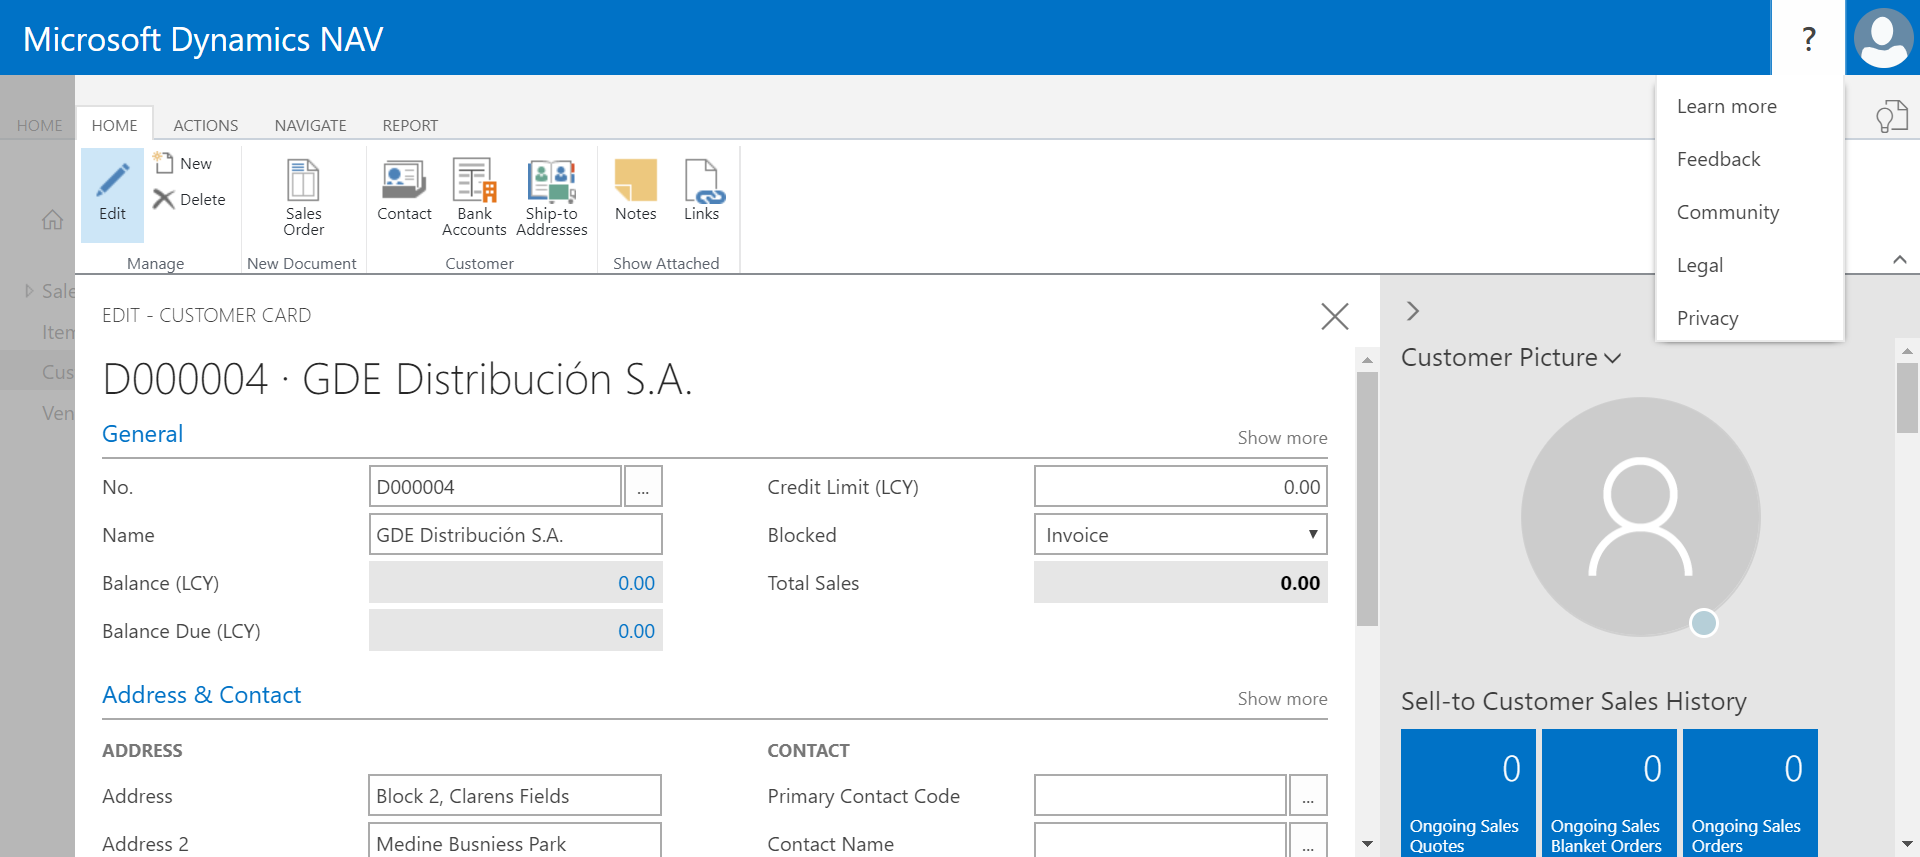 Microsoft Dynamics NAV
?
HOME
HOME
ACTIONS
NAVIGATE
REPORT
Learn more
Feedback
Community
Legal
Privacy
Edit
New
Delete
Manage
Sales
Order
New Document
Contact
Bank
Accounts
Ship-to
Addresses
Customer
Notes
Links
Show Attached
Sale
Item
Cus
Ven
EDIT - CUSTOMER CARD
D000004 · GDE Distribución S.A.
General
Show more
No.
D000004
...
Credit Limit (LCY)
0.00
Name
GDE Distribución S.A.
Blocked
Invoice
Balance (LCY)
0.00
Total Sales
0.00
Balance Due (LCY)
0.00
Address & Contact
Show more
ADDRESS
CONTACT
Address
Block 2, Clarens Fields
Primary Contact Code
...
Address 2
Medine Busniess Park
Contact Name
...
Customer Picture
Sell-to Customer Sales History
0
Ongoing Sales
Quotes
0
Ongoing Sales
Blanket Orders
0
Ongoing Sales
Orders